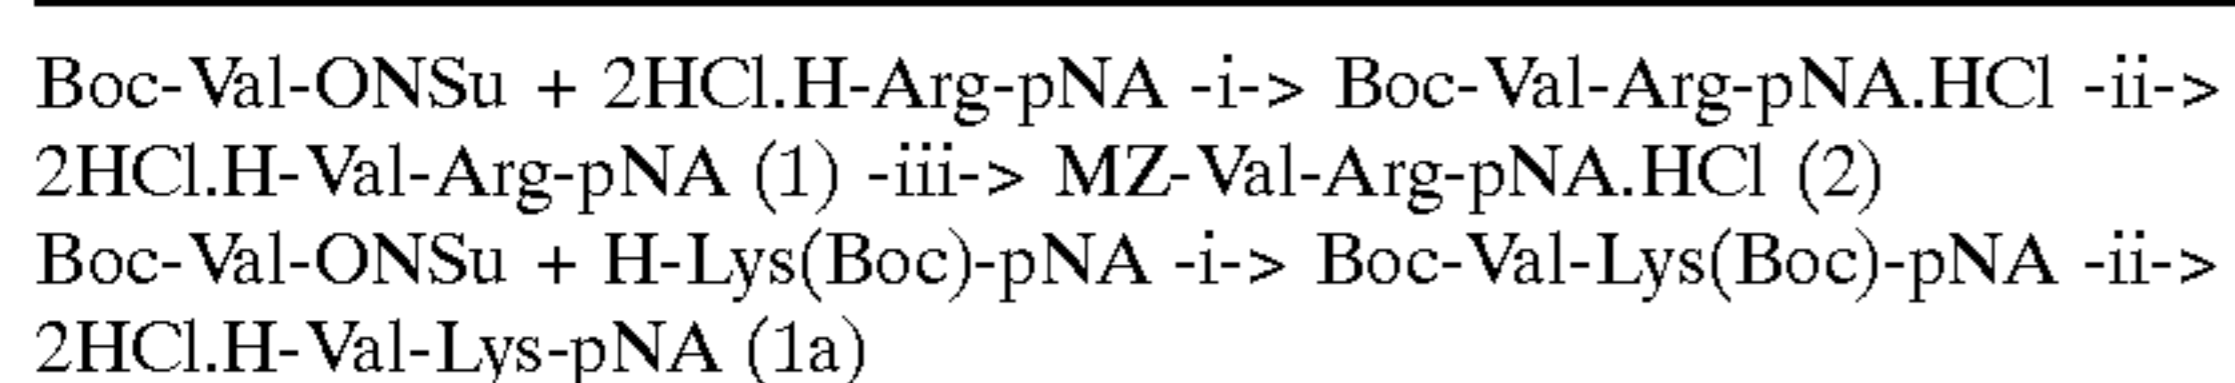 Boc-Val-ONSu + 2HCl.H-Arg-pNA -i-> Boc-Val-Arg-pNA.HCl -ii->
2HCl.H-Val-Arg-pNA (1) -iii-> MZ-Val-Arg-pNA.HCl (2)
Boc-Val-ONSu + H-Lys(Boc)-pNA -i-> Boc-Val-Lys(Boc)-pNA -ii->
2HCl.H-Val-Lys-pNA (1a)